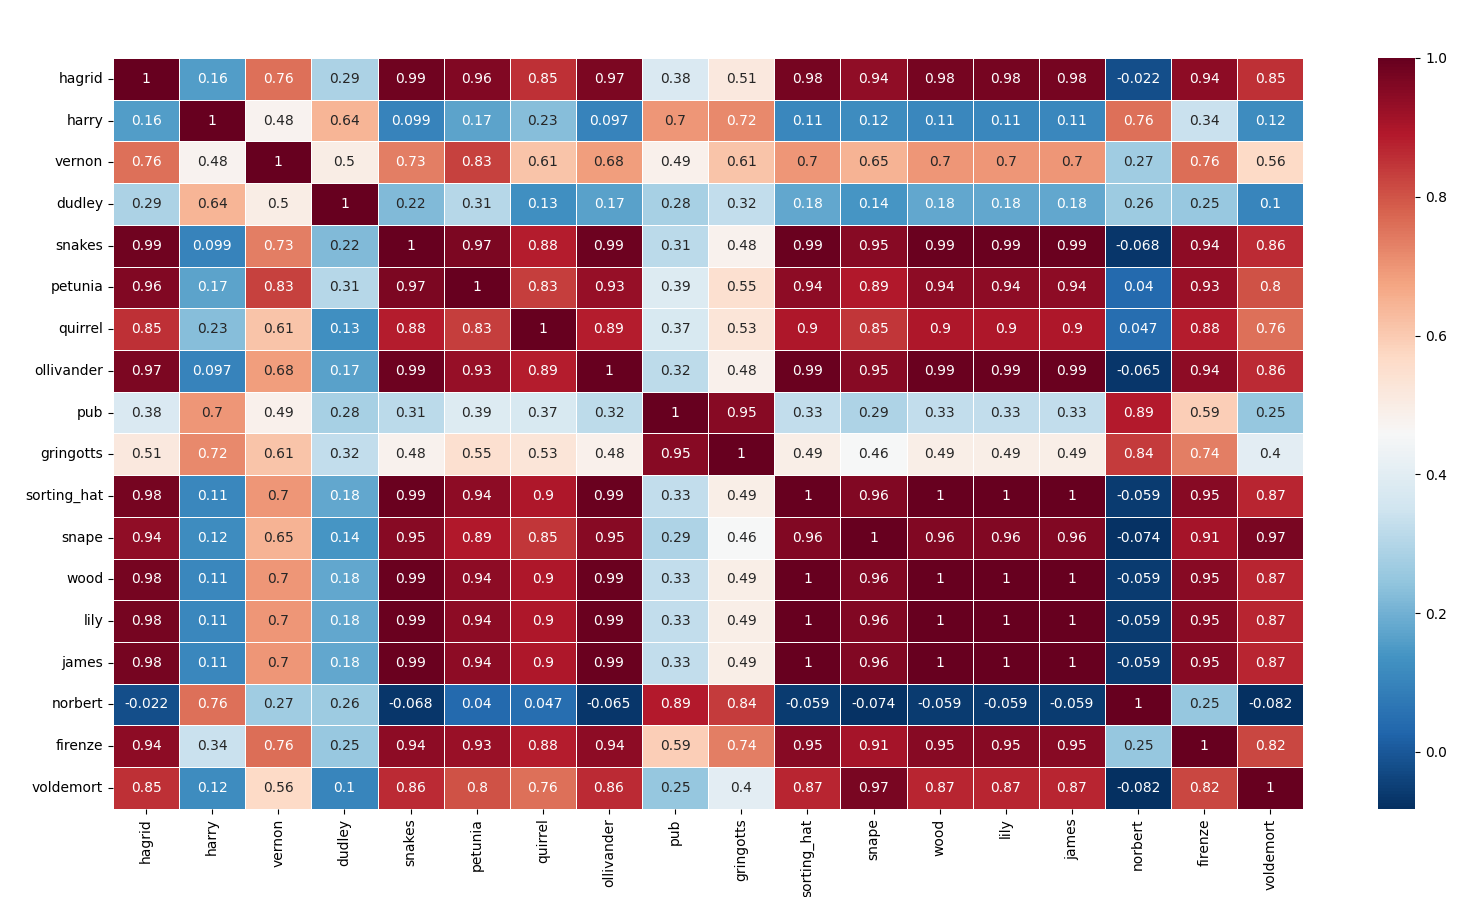 hagrid 1 0.16 0.76 0.29 0.99 0.96 0.85 0.97 0.38 0.51 0.98 0.94 0.98 0.98 0.98 -0.022 0.94 0.85 1.0
harry 0.16 1 0.48 0.64 0.099 0.17 0.23 0.097 0.7 0.72 0.11 0.12 0.11 0.11 0.11 0.76 0.34 0.12
vernon 0.76 0.48 1 0.5 0.73 0.83 0.61 0.68 0.49 0.61 0.7 0.65 0.7 0.7 0.7 0.27 0.76 0.56
dudley 0.29 0.64 0.5 1 0.22 0.31 0.13 0.17 0.28 0.32 0.18 0.14 0.18 0.18 0.18 0.26 0.25 0.1 0.8
snakes 0.99 0.099 0.73 0.22 1 0.97 0.88 0.99 0.31 0.48 0.99 0.95 0.99 0.99 0.99 -0.068 0.94 0.86
petunia 0.96 0.17 0.83 0.31 0.97 1 0.83 0.93 0.39 0.55 0.94 0.89 0.94 0.94 0.94 0.04 0.93 0.8
quirrel 0.85 0.23 0.61 0.13 0.88 0.83 1 0.89 0.37 0.53 0.9 0.85 0.9 0.9 0.9 0.047 0.88 0.76 0.6
ollivander 0.97 0.097 0.68 0.17 0.99 0.93 0.89 1 0.32 0.48 0.99 0.95 0.99 0.99 0.99 -0.065 0.94 0.86
pub 0.38 0.7 0.49 0.28 0.31 0.39 0.37 0.32 1 0.95 0.33 0.29 0.33 0.33 0.33 0.89 0.59 0.25
gringotts 0.51 0.72 0.61 0.32 0.48 0.55 0.53 0.48 0.95 1 0.49 0.46 0.49 0.49 0.49 0.84 0.74 0.4 0.4
sorting_hat 0.98 0.11 0.7 0.18 0.99 0.94 0.9 0.99 0.33 0.49 1 0.96 1 1 1 -0.059 0.95 0.87
snape 0.94 0.12 0.65 0.14 0.95 0.89 0.85 0.95 0.29 0.46 0.96 1 0.96 0.96 0.96 -0.074 0.91 0.97
wood 0.98 0.11 0.7 0.18 0.99 0.94 0.9 0.99 0.33 0.49 1 0.96 1 1 1 -0.059 0.95 0.87
lily 0.98 0.11 0.7 0.18 0.99 0.94 0.9 0.99 0.33 0.49 1 0.96 1 1 1 -0.059 0.95 0.87 0.2
james 0.98 0.11 0.7 0.18 0.99 0.94 0.9 0.99 0.33 0.49 1 0.96 1 1 1 -0.059 0.95 0.87
norbert -0.022 0.76 0.27 0.26 -0.068 0.04 0.047 -0.065 0.89 0.84 -0.059 -0.074 -0.059 -0.059 -0.059 1 0.25 -0.082
firenze 0.94 0.34 0.76 0.25 0.94 0.93 0.88 0.94 0.59 0.74 0.95 0.91 0.95 0.95 0.95 0.25 1 0.82 0.0
voldemort 0.85 0.12 0.56 0.1 0.86 0.8 0.76 0.86 0.25 0.4 0.87 0.97 0.87 0.87 0.87 -0.082 0.82 1
hagrid harry vernon dudley snakes petunia quirrel ollivander pub gringotts sorting_hat snape wood lily james norbert firenze voldemort